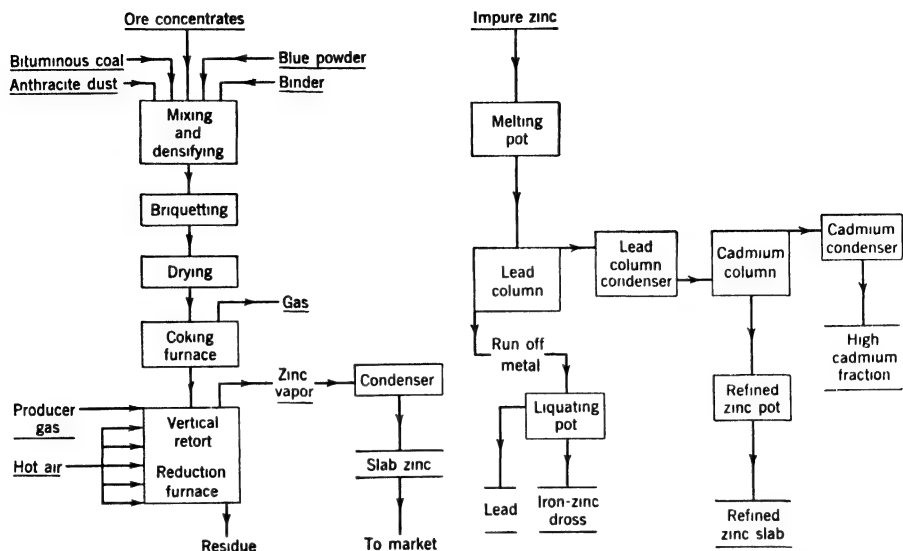 Ore concentrates
Bituminous coal
Blue powder
Anthracite dust
Binder
Mixing
and
densifying
Briquetting
Drying
Gas
Coking
furnace
Zinc
vapor
Condenser
Producer
gas
Vertical
retort
Hot air
Reduction
furnace
Slab zinc
Residue
To market
Impure zinc
Melting
pot
Lead
column
Lead
column
condenser
Cadmium
column
Cadmium
condenser
Run off
metal
High
cadmium
fraction
Liquating
pot
Refined
zinc pot
Lead
Iron-zinc
dross
Refined
zinc slab